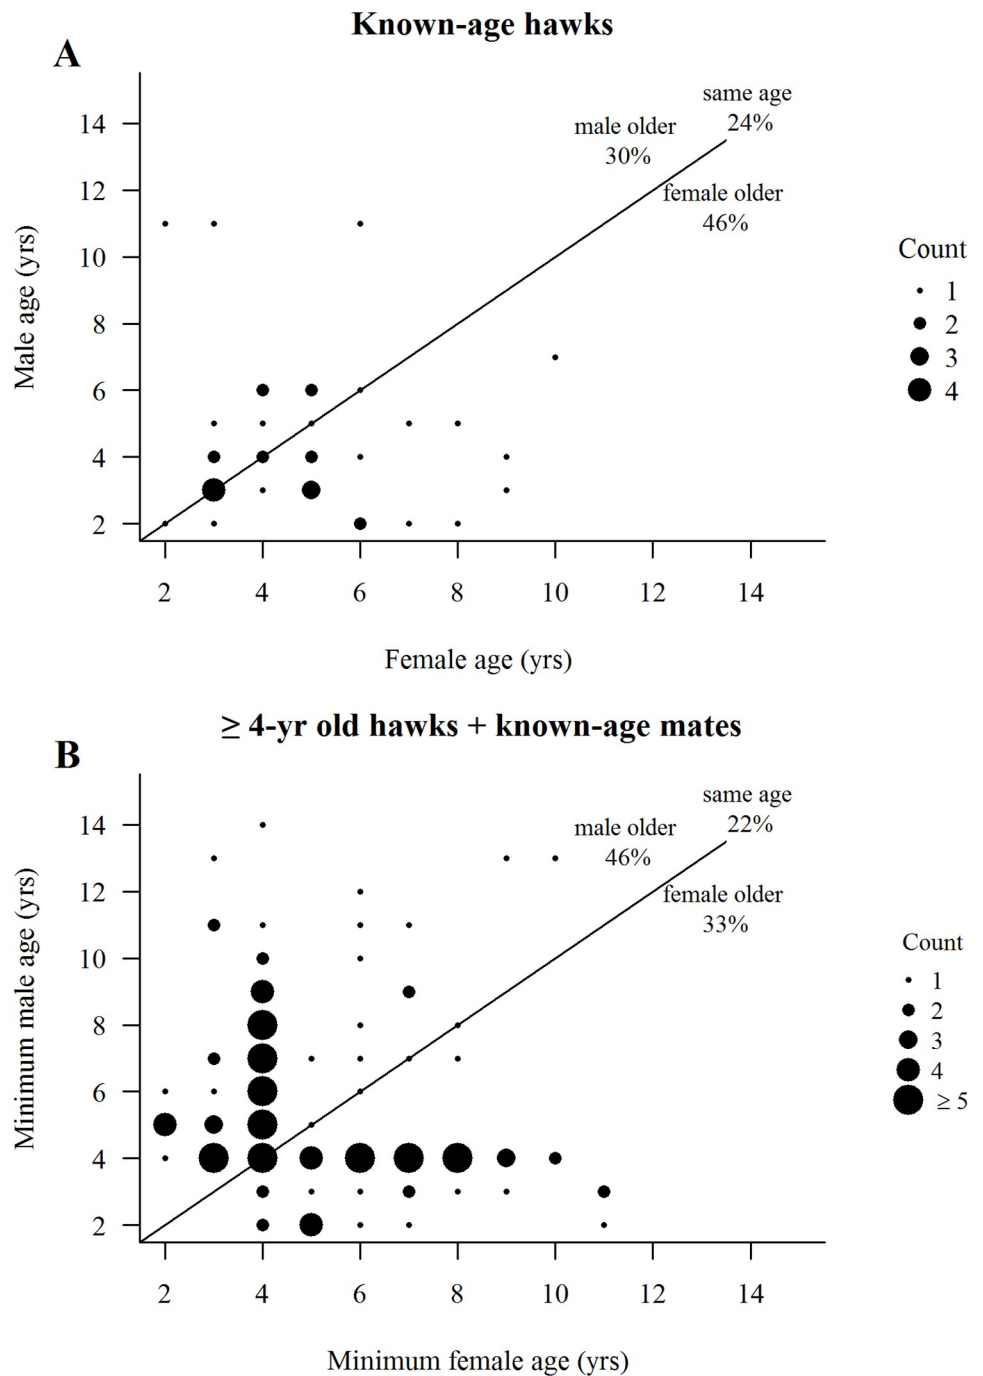 Known-age hawks
A
same age
24%
male older
30%
female older
46%
14
12
10
8
6
4
2
Male age (yrs)
Count
1
2
3
4
2 4 6 8 10 12 14
Female age (yrs)
≥ 4-yr old hawks + known-age mates
B
same age
22%
male older
46%
female older
33%
14
12
10
8
6
4
2
Minimum male age (yrs)
Count
1
2
3
4
≥ 5
2 4 6 8 10 12 14
Minimum female age (yrs)